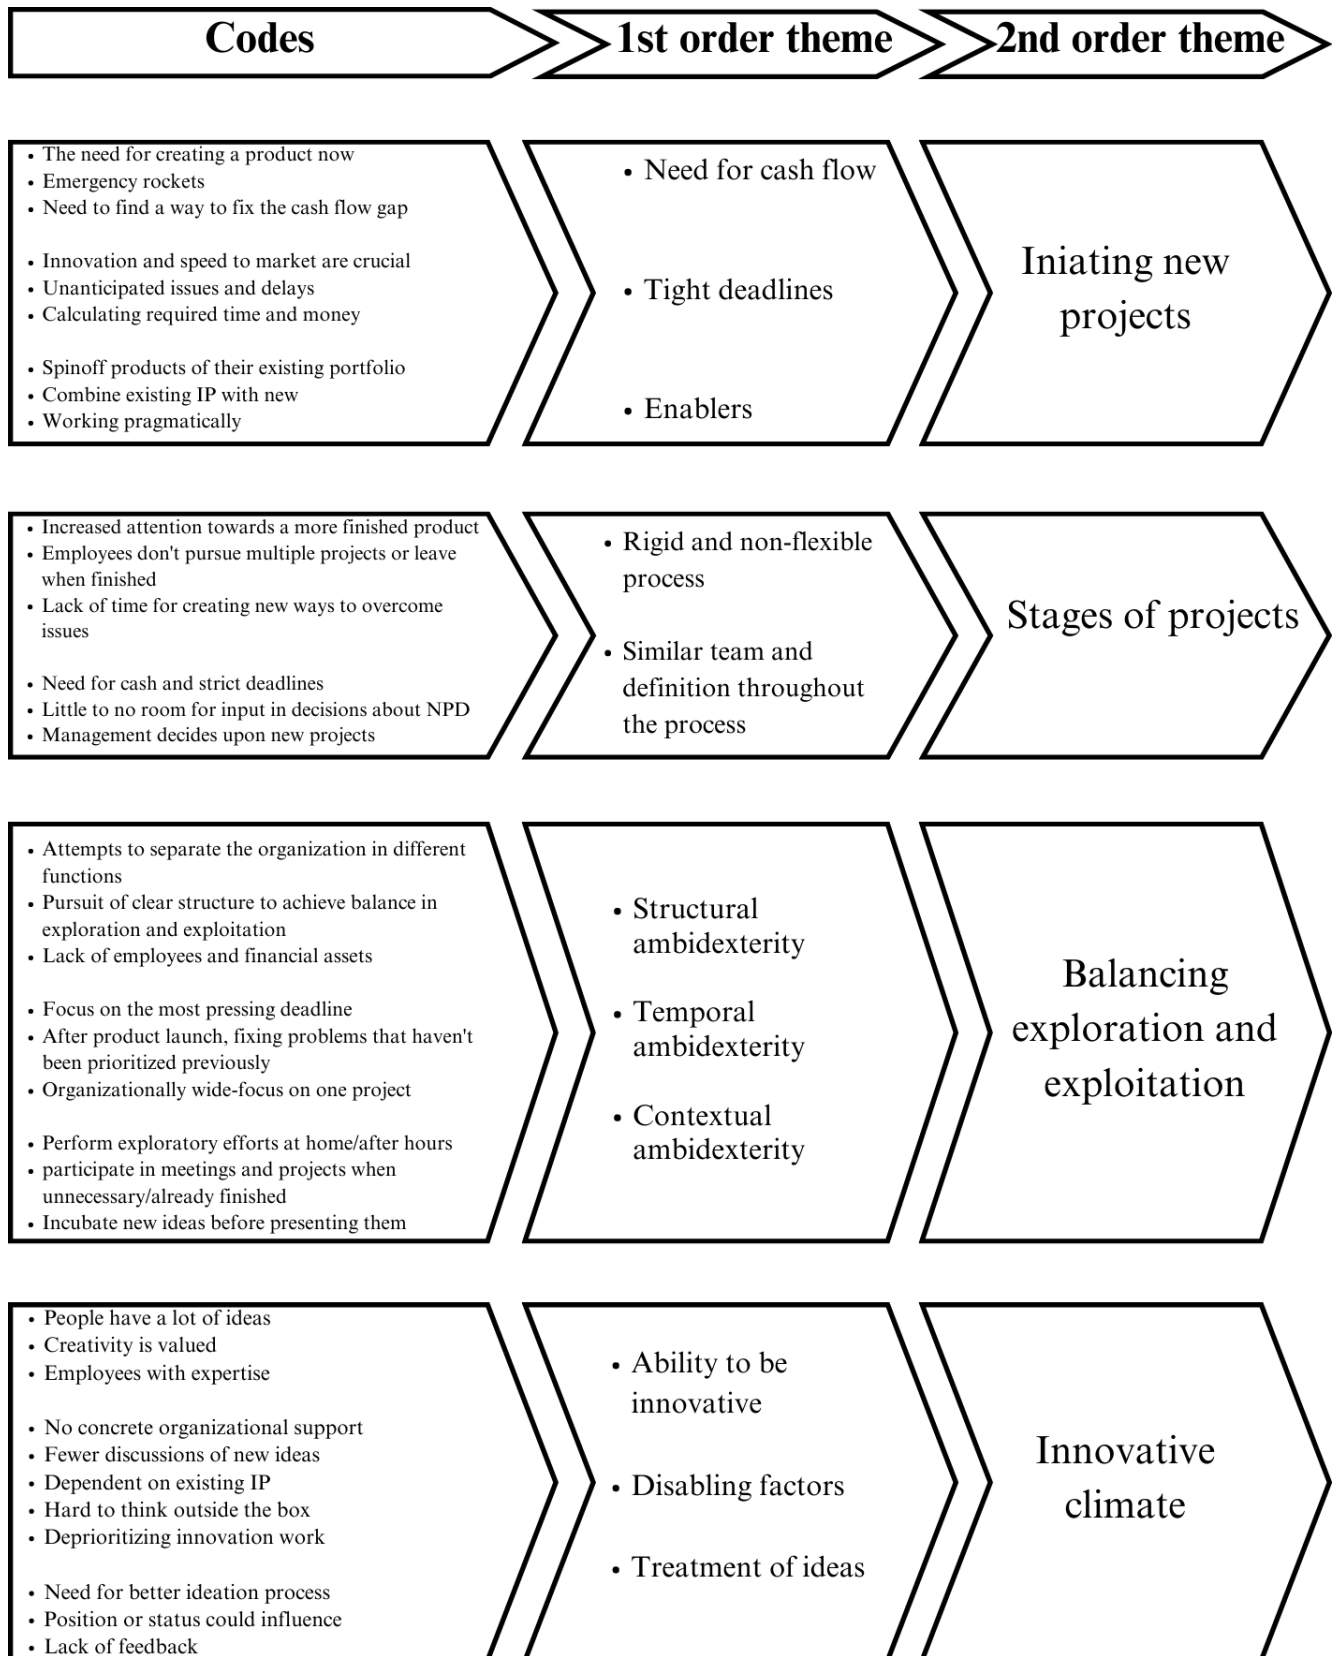 Codes
1st order theme
2nd order theme
• The need for creating a product now
• Emergency rockets
• Need to find a way to fix the cash flow gap
• Innovation and speed to market are crucial
• Unanticipated issues and delays
• Calculating required time and money
• Spinoff products of their existing portfolio
• Combine existing IP with new
• Working pragmatically
• Need for cash flow
• Tight deadlines
• Enablers
Iniating new
projects
• Increased attention towards a more finished product
• Employees don't pursue multiple projects or leave
when finished
• Lack of time for creating new ways to overcome
issues
• Need for cash and strict deadlines
• Little to no room for input in decisions about NPD
• Management decides upon new projects
• Rigid and non-flexible
process
• Similar team and
definition throughout
the process
Stages of projects
• Attempts to separate the organization in different
functions
• Pursuit of clear structure to achieve balance in
exploration and exploitation
• Lack of employees and financial assets
• Focus on the most pressing deadline
• After product launch, fixing problems that haven't
been prioritized previously
• Organizationally wide-focus on one project
• Perform exploratory efforts at home/after hours
• participate in meetings and projects when
unnecessary/already finished
• Incubate new ideas before presenting them
• Structural
ambidexterity
• Temporal
ambidexterity
• Contextual
ambidexterity
Balancing
exploration and
exploitation
• People have a lot of ideas
• Creativity is valued
• Employees with expertise
• No concrete organizational support
• Fewer discussions of new ideas
• Dependent on existing IP
• Hard to think outside the box
• Deprioritizing innovation work
• Need for better ideation process
• Position or status could influence
• Lack of feedback
• Ability to be
innovative
• Disabling factors
• Treatment of ideas
Innovative
climate